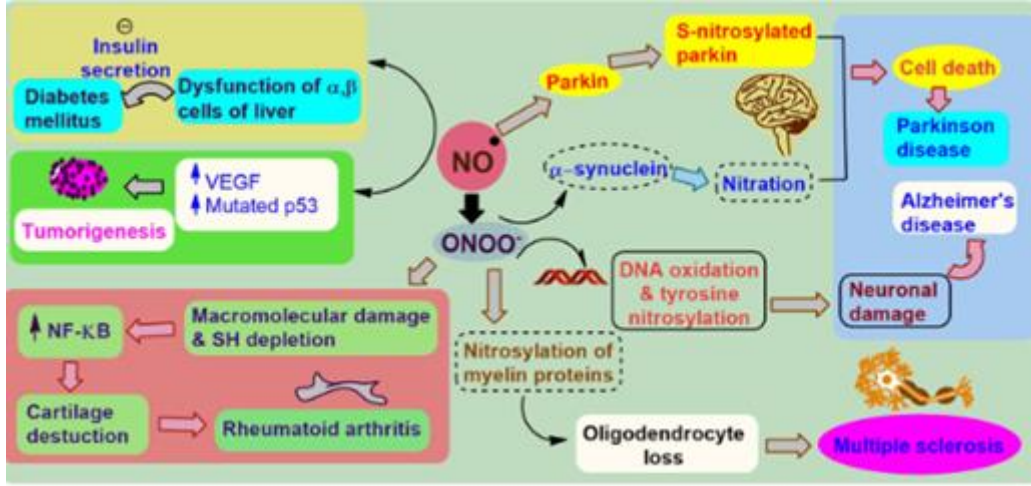 ⊖
Insulin
secretion
Diabetes
mellitus
Dysfunction of α,β
cells of liver
VEGF
Mutated p53
Tumorigenesis
NO•
ONOO⁻
Parkin
S-nitrosylated
parkin
α–synuclein
Nitration
Cell death
Parkinson
disease
Alzheimer's
disease
DNA oxidation
& tyrosine
nitrosylation
Neuronal
damage
Macromolecular damage
& SH depletion
NF-κB
Cartilage
destuction
Rheumatoid arthritis
Nitrosylation of
myelin proteins
Oligodendrocyte
loss
Multiple sclerosis